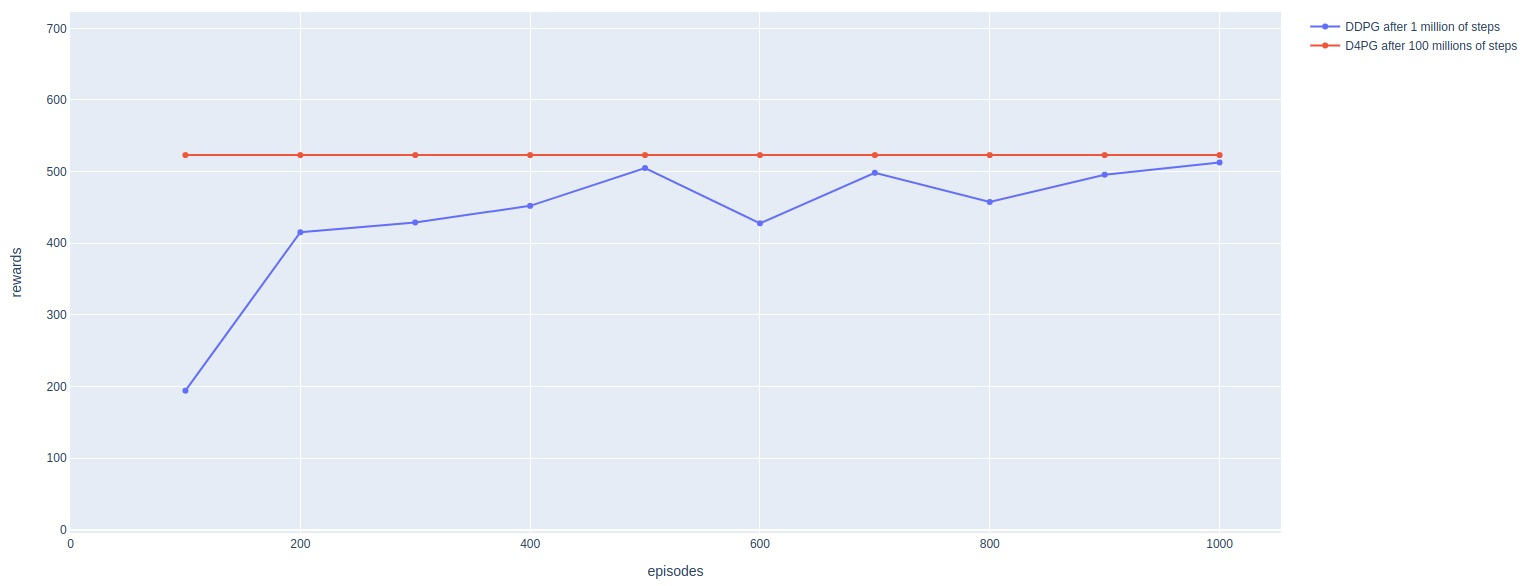 700
600
500
400
300
200
100
0
rewards
0 200 400 600 800 1000
episodes
DDPG after 1 million of steps
D4PG after 100 millions of steps